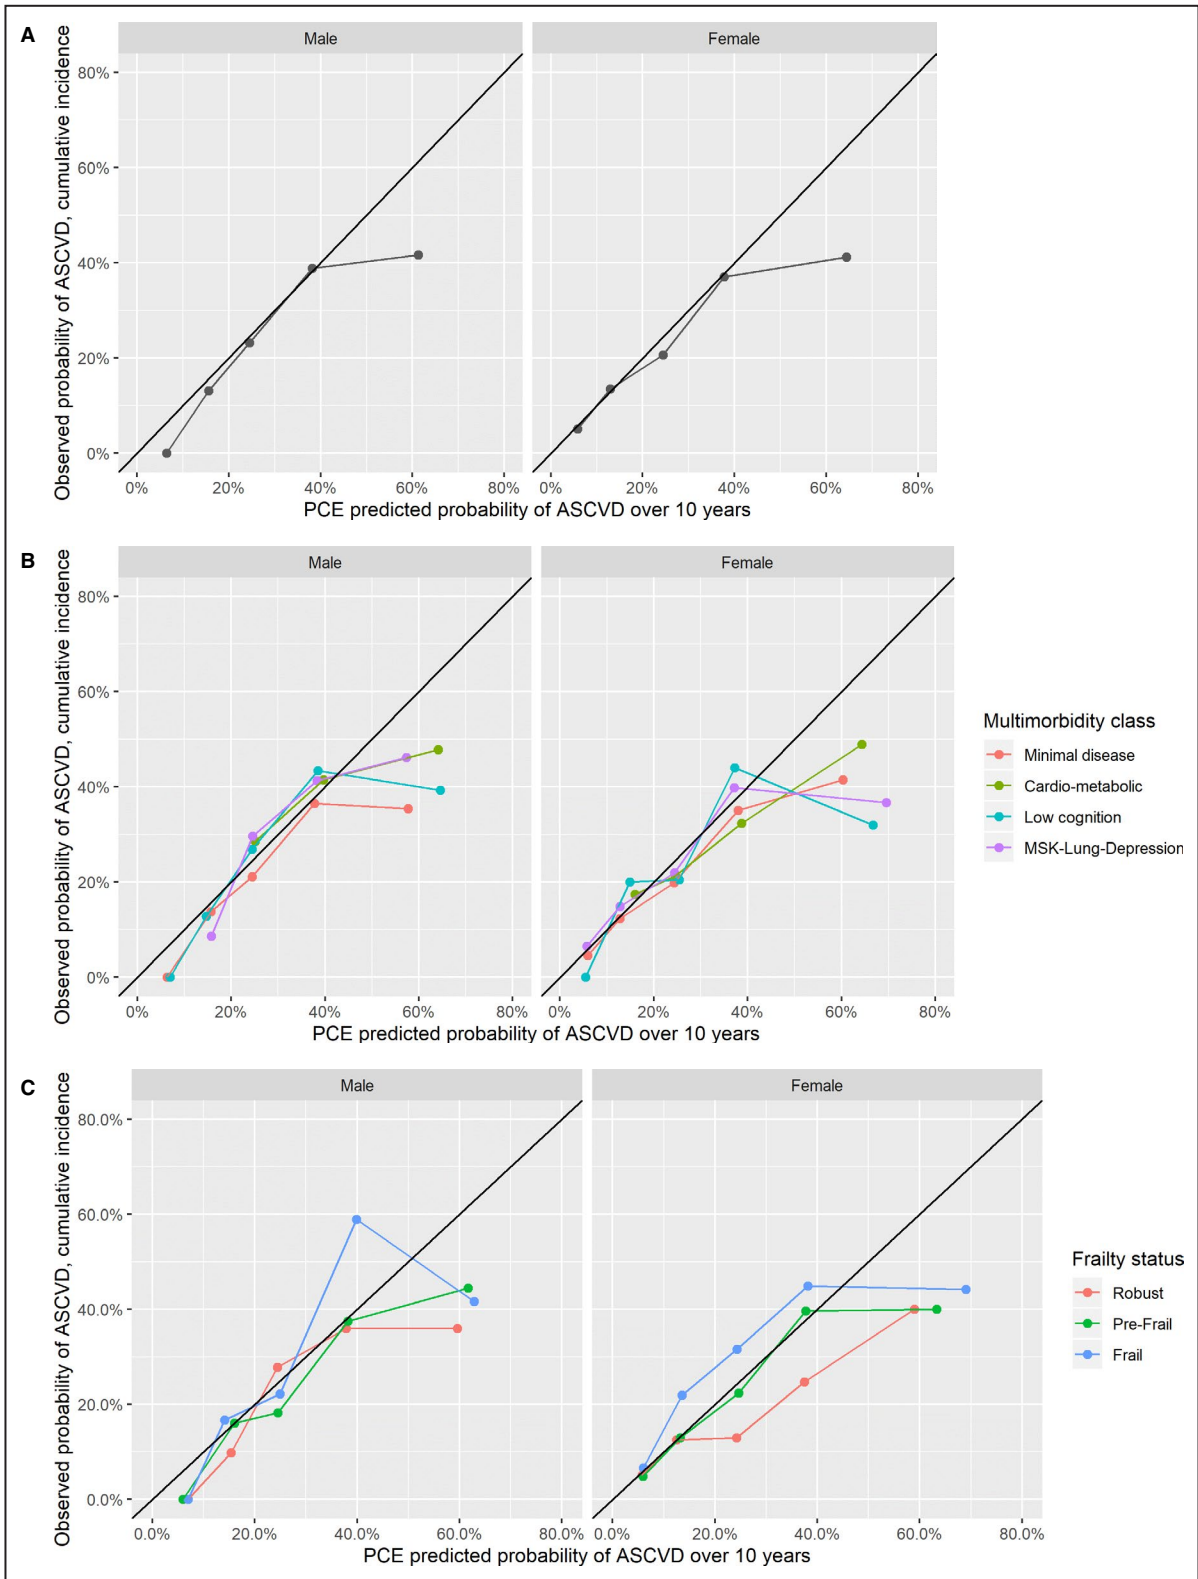 A
Male
Female
Observed probability of ASCVD, cumulative incidence
80%
60%
40%
20%
0%
0%
20%
40%
60%
80%
0%
20%
40%
60%
80%
PCE predicted probability of ASCVD over 10 years
B
Male
Female
Observed probability of ASCVD, cumulative incidence
80%
60%
40%
20%
0%
0%
20%
40%
60%
80%
0%
20%
40%
60%
80%
PCE predicted probability of ASCVD over 10 years
Multimorbidity class
Minimal disease
Cardio-metabolic
Low cognition
MSK-Lung-Depression
C
Male
Female
Observed probability of ASCVD, cumulative incidence
80.0%
60.0%
40.0%
20.0%
0.0%
0.0%
20.0%
40.0%
60.0%
80.0%
0.0%
20.0%
40.0%
60.0%
80.0%
PCE predicted probability of ASCVD over 10 years
Frailty status
Robust
Pre-Frail
Frail